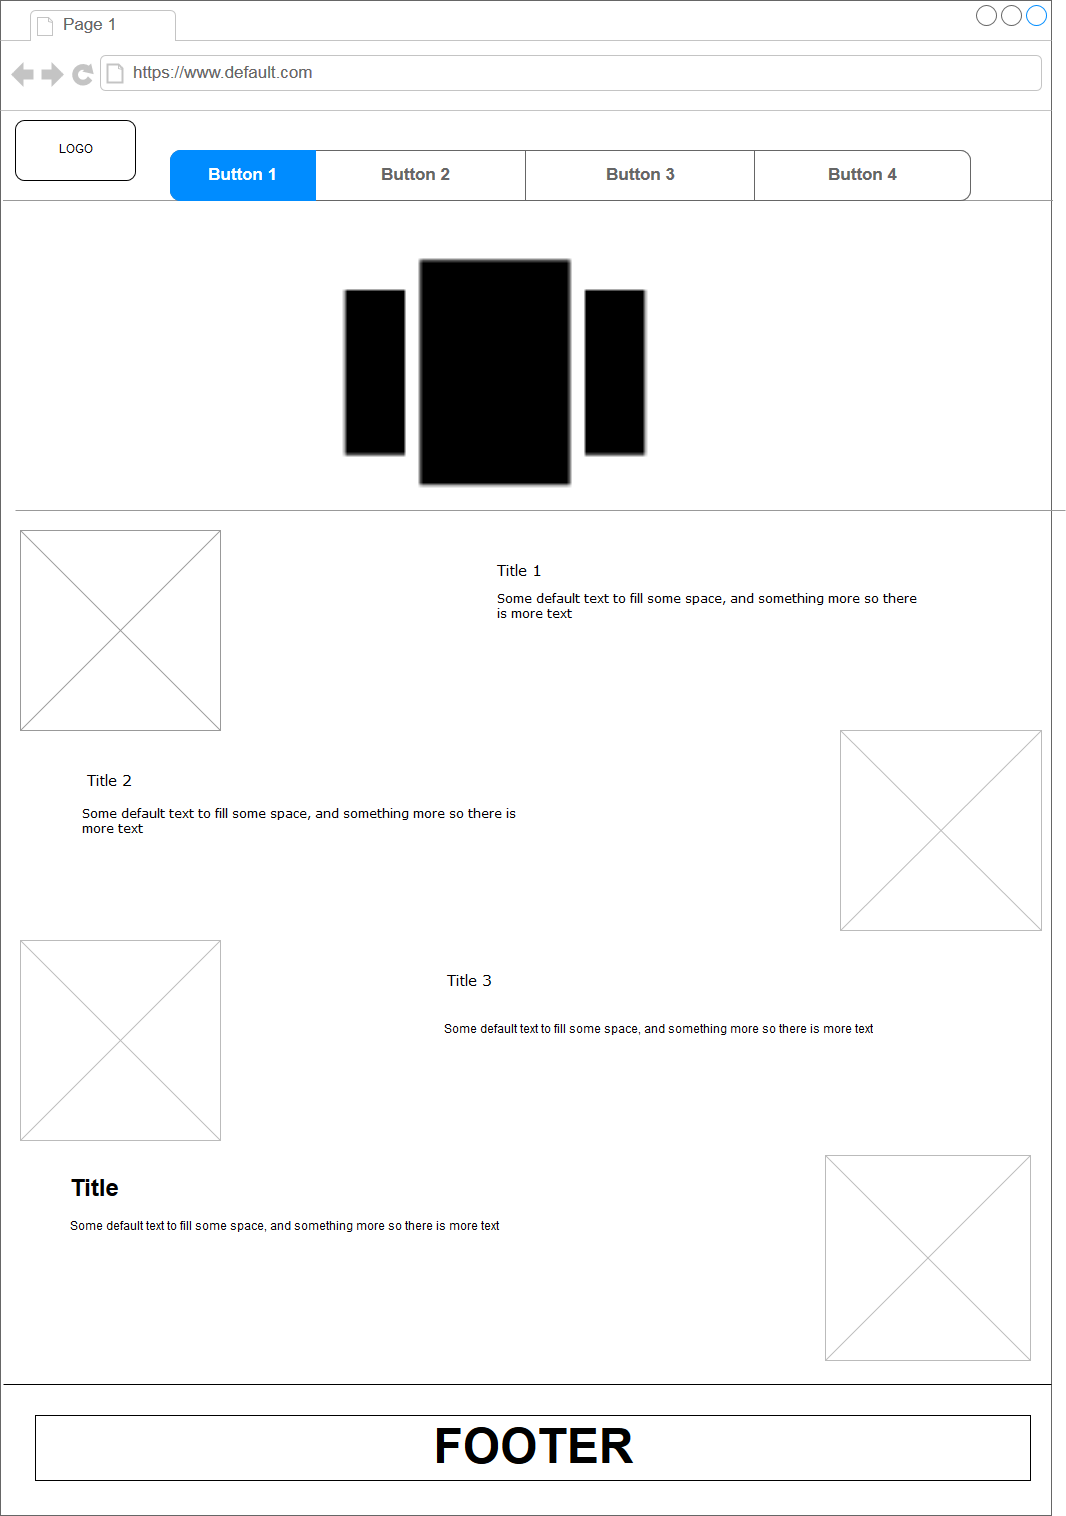 Page 1
https://www.default.com
LOGO
Button 1
Button 2
Button 3
Button 4
Title 1
Some default text to fill some space, and something more so there
is more text
Title 2
Some default text to fill some space, and something more so there is
more text
Title 3
Some default text to fill some space, and something more so there is more text
Title
Some default text to fill some space, and something more so there is more text
FOOTER